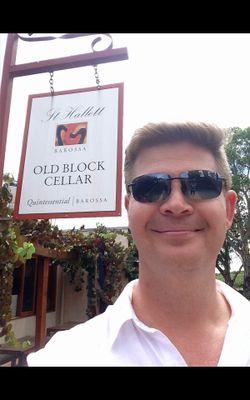 St Hallett
BAROSSA
OLD BLOCK
CELLAR
Quintessential | BAROSSA